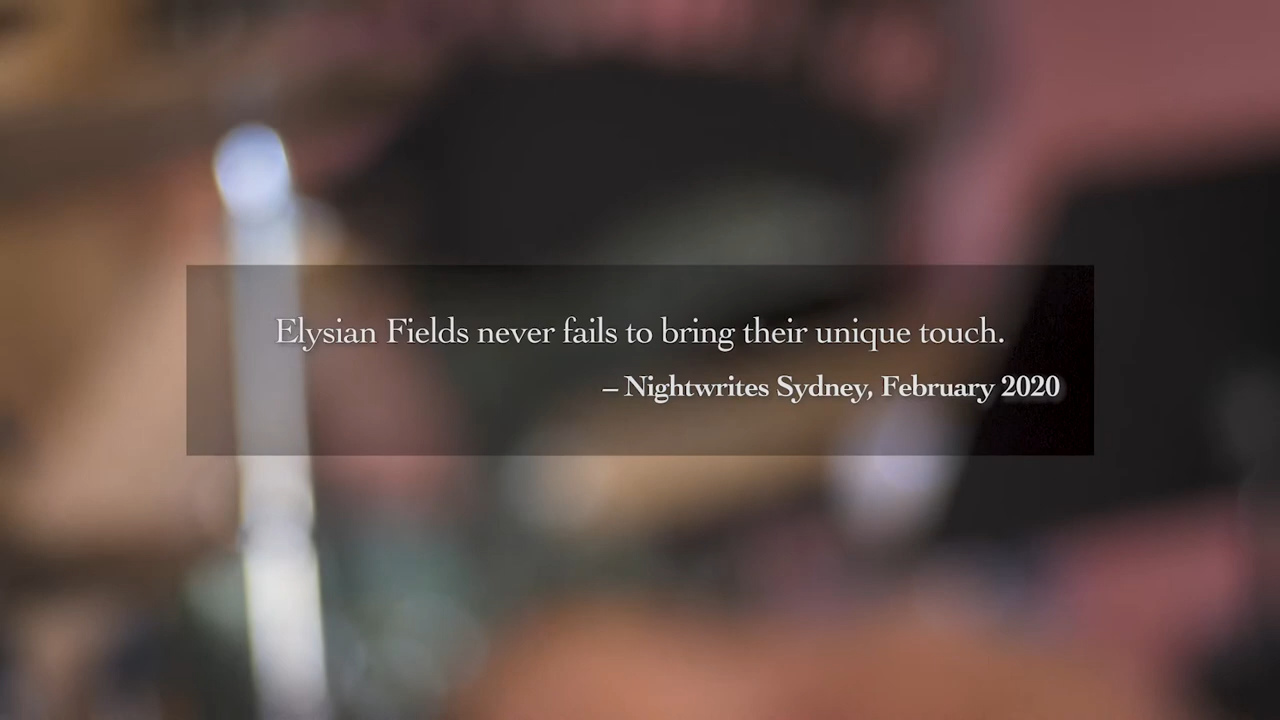 Elysian Fields never fails to bring their unique touch.
– Nightwrites Sydney, February 2020